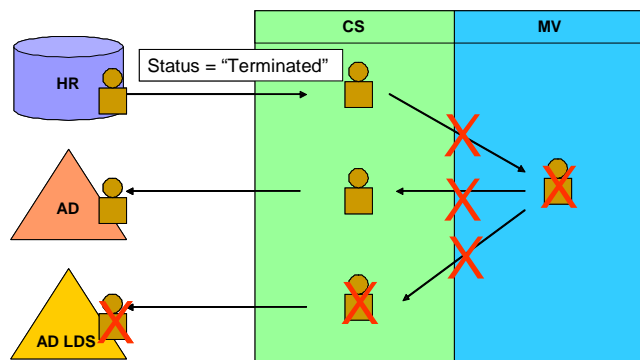 CS
MV
Status = “Terminated”
HR
AD
AD LDS